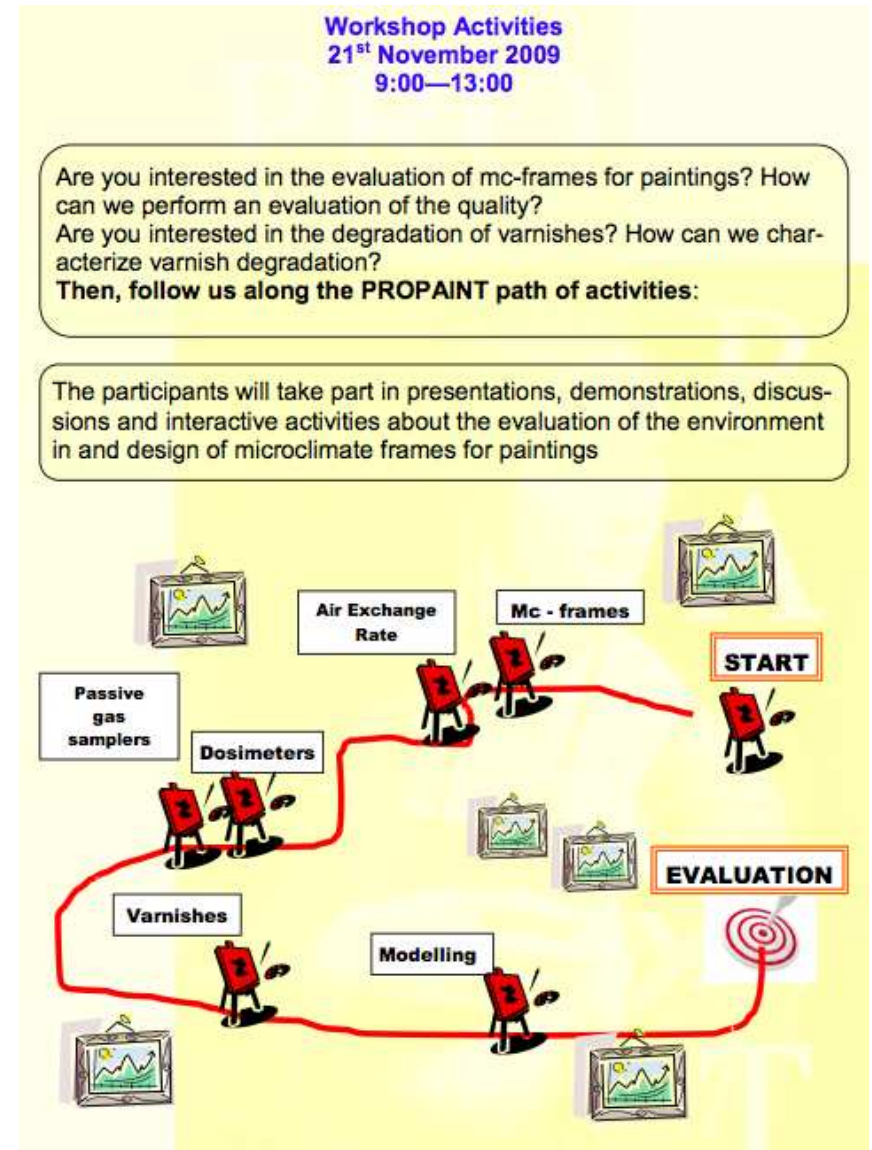 Workshop Activities
21st November 2009
9:00—13:00
Are you interested in the evaluation of mc-frames for paintings? How
can we perform an evaluation of the quality?
Are you interested in the degradation of varnishes? How can we char-
acterize varnish degradation?
Then, follow us along the PROPAINT path of activities:
The participants will take part in presentations, demonstrations, discus-
sions and interactive activities about the evaluation of the environment
in and design of microclimate frames for paintings
Air Exchange
Rate
Mc - frames
START
Passive
gas
samplers
Dosimeters
EVALUATION
Varnishes
Modelling